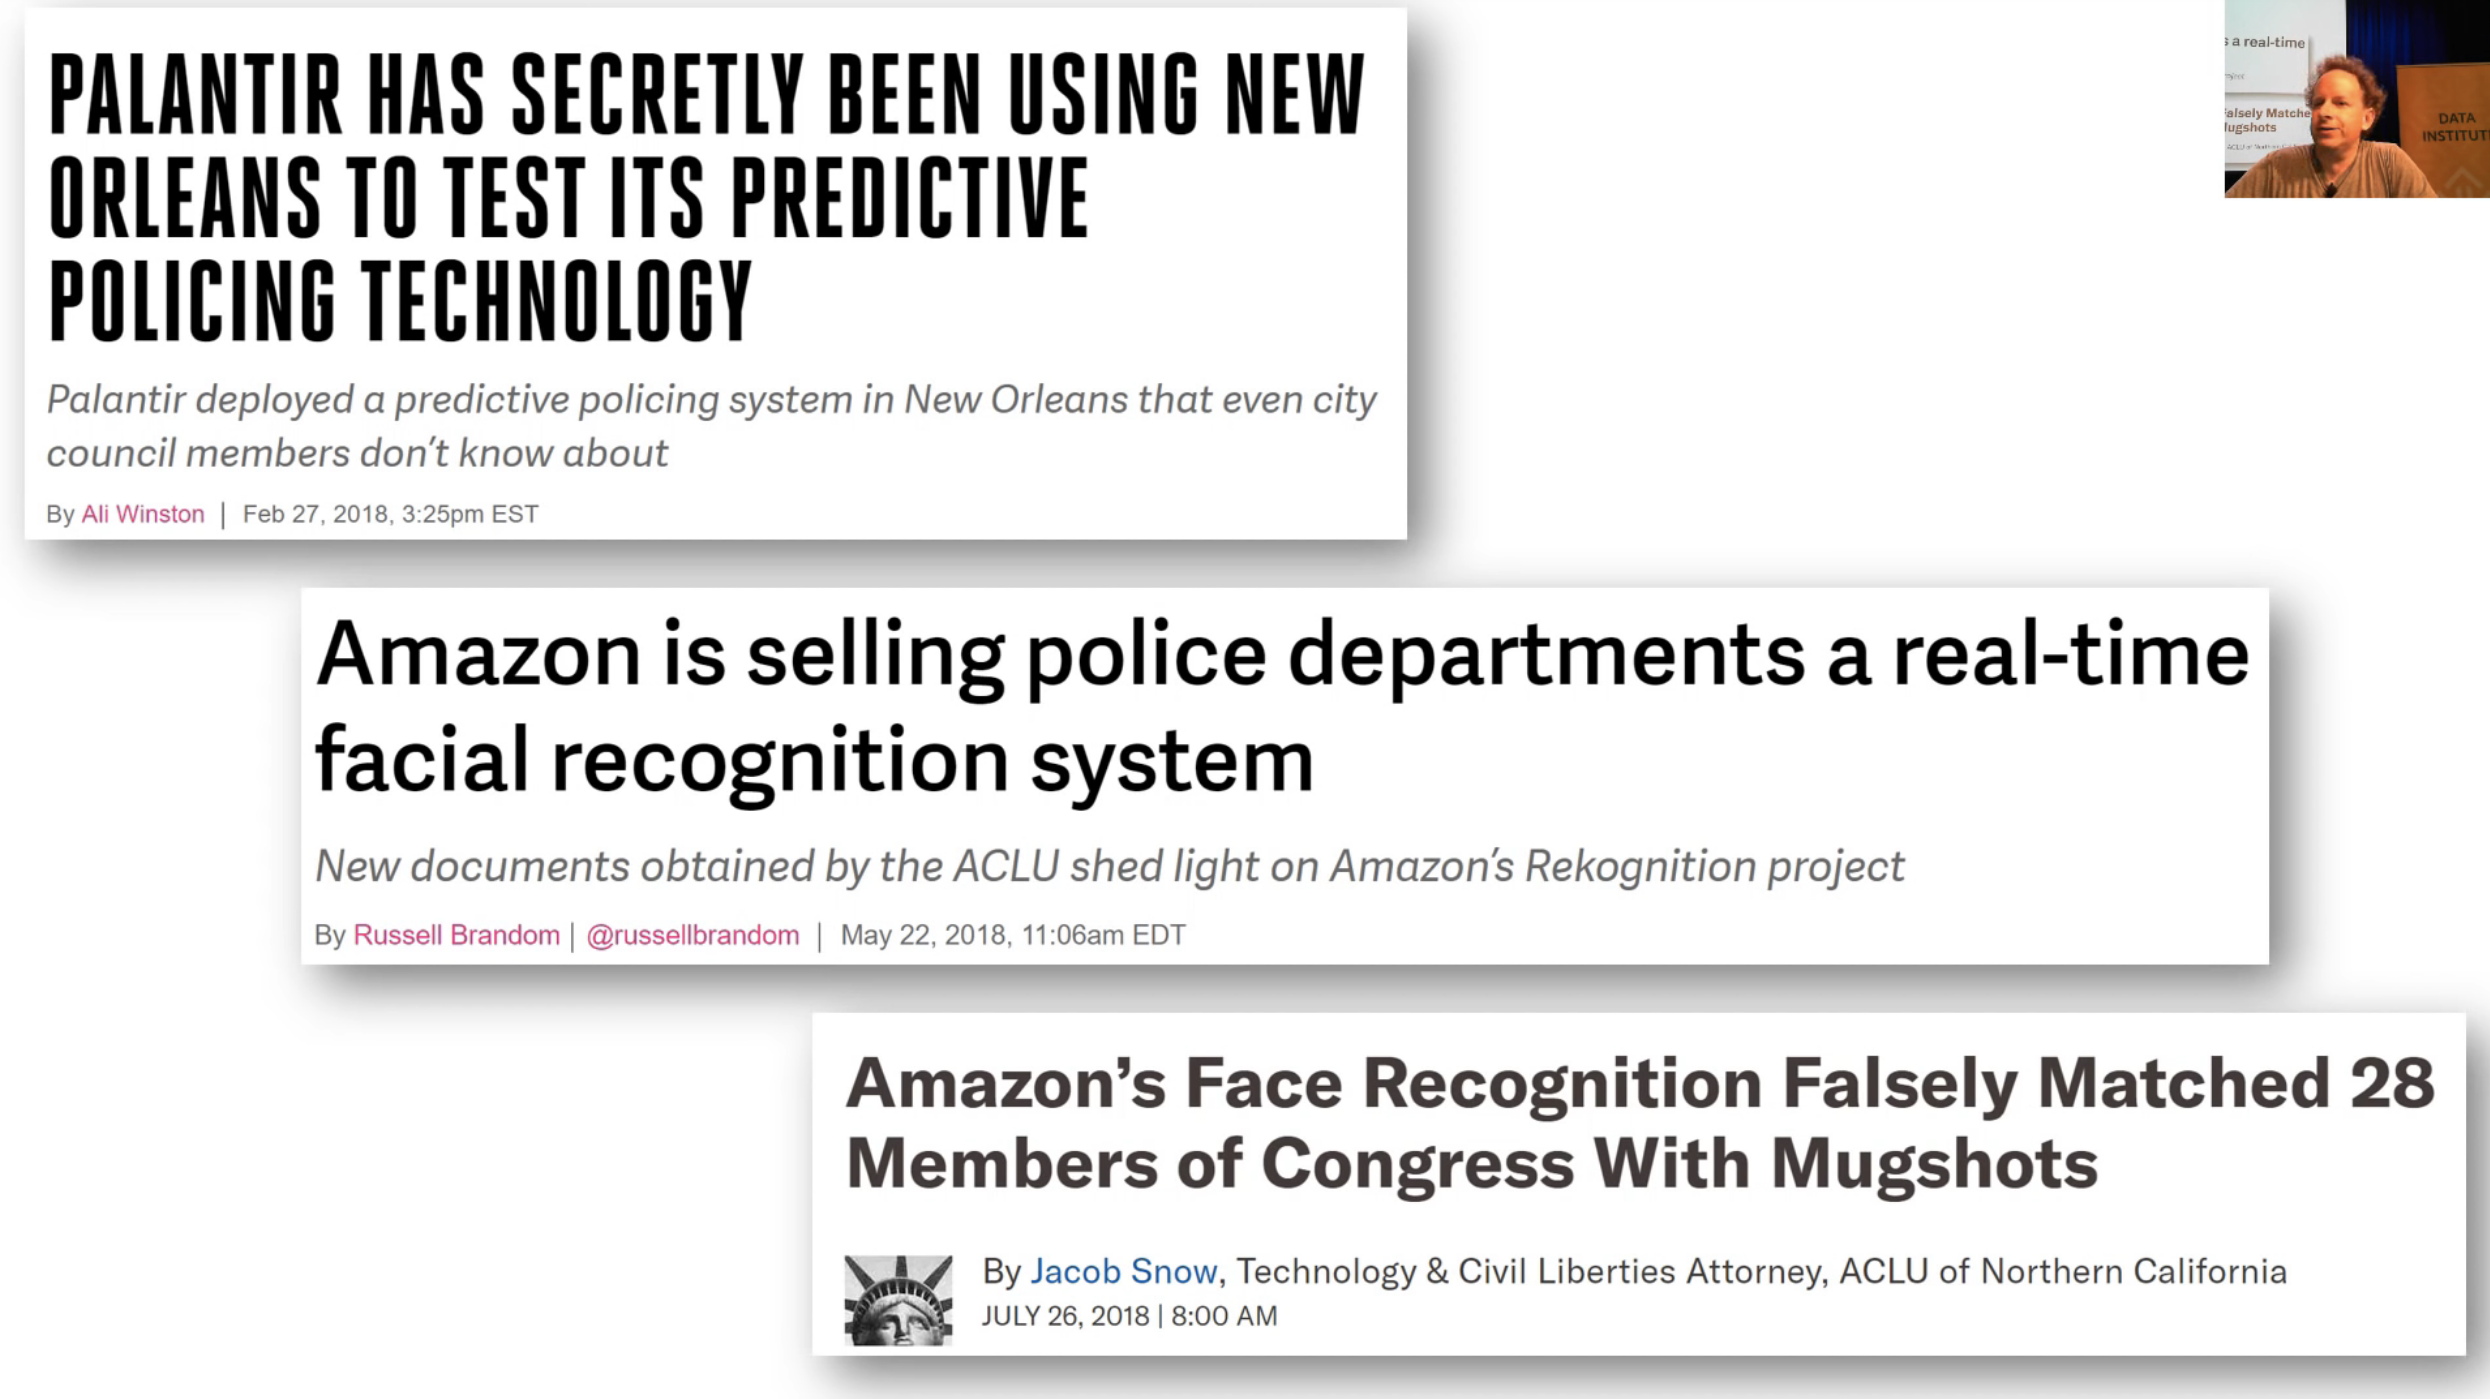 PALANTIR HAS SECRETLY BEEN USING NEW
ORLEANS TO TEST ITS PREDICTIVE
POLICING TECHNOLOGY
Palantir deployed a predictive policing system in New Orleans that even city
council members don't know about
By Ali Winston | Feb 27, 2018, 3:25pm EST
s a real-time
alsely Matche
ugshots
DATA
INSTITUT
Amazon is selling police departments a real-time
facial recognition system
New documents obtained by the ACLU shed light on Amazon's Rekognition project
By Russell Brandom | @russellbrandom | May 22, 2018, 11:06am EDT
Amazon's Face Recognition Falsely Matched 28
Members of Congress With Mugshots
By Jacob Snow, Technology & Civil Liberties Attorney, ACLU of Northern California
JULY 26, 2018 | 8:00 AM